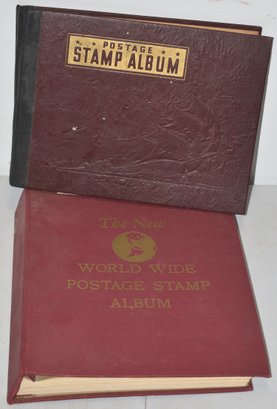 POSTAGE
STAMP ALBUM
The New
WORLD WIDE
POSTAGE STAMP
ALBUM